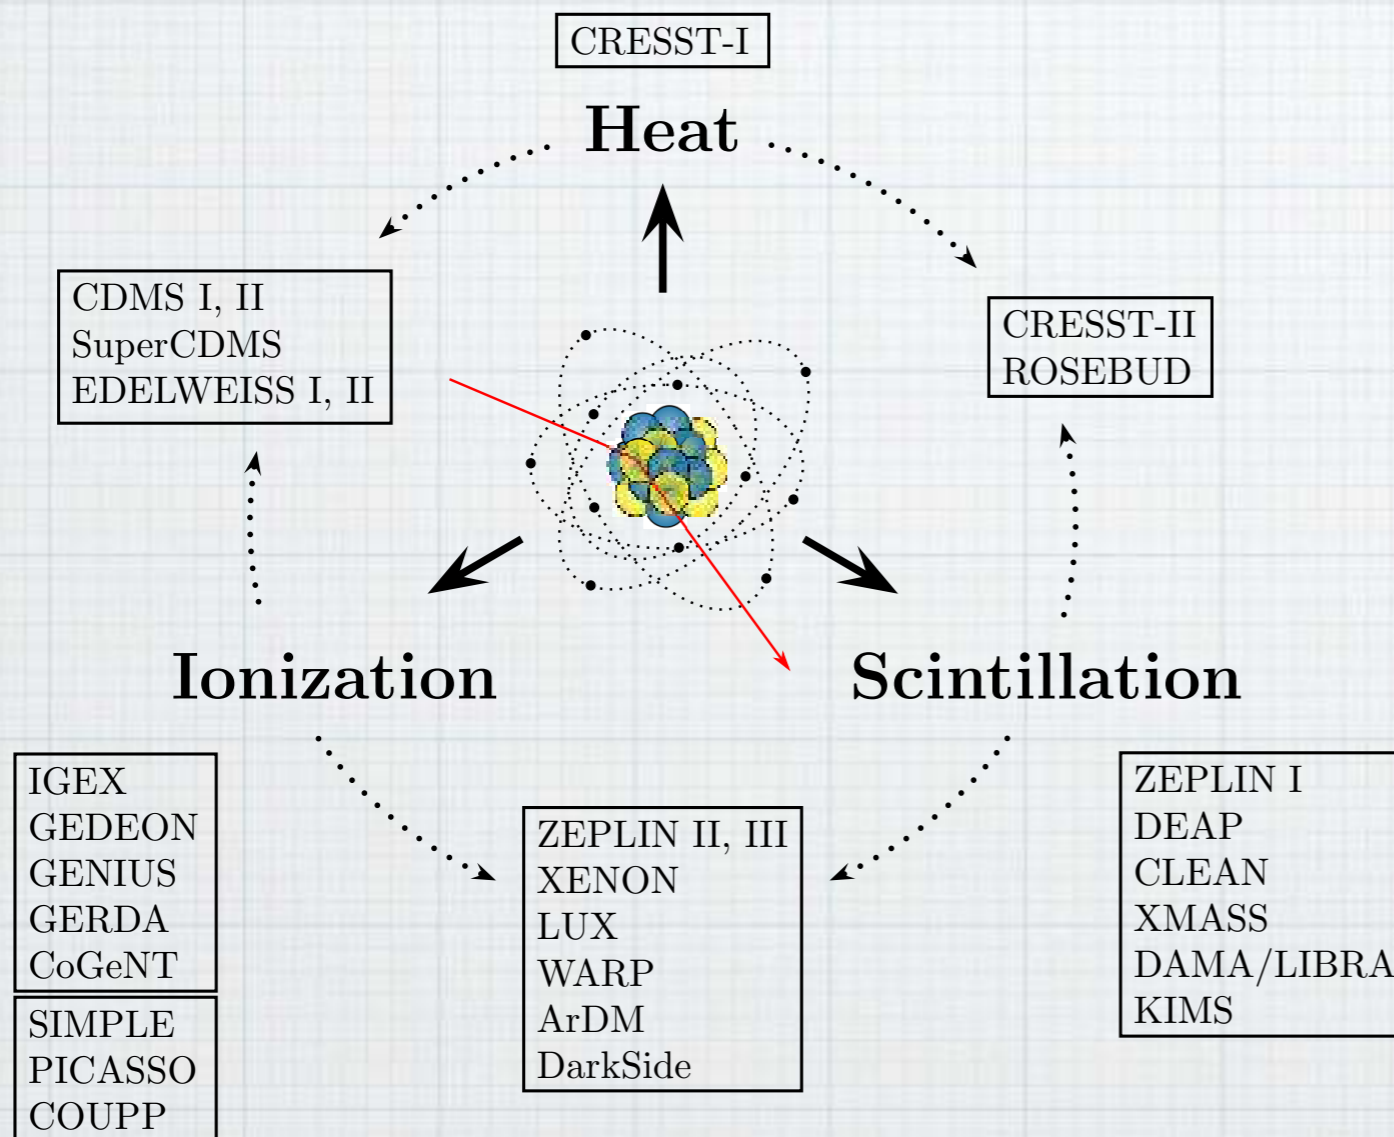 CRESST-I
Heat
CDMS I, II
SuperCDMS
EDELWEISS I, II
CRESST-II
ROSEBUD
Ionization
Scintillation
IGEX
GEDEON
GENIUS
GERDA
CoGeNT
SIMPLE
PICASSO
COUPP
ZEPLIN II, III
XENON
LUX
WARP
ArDM
DarkSide
ZEPLIN I
DEAP
CLEAN
XMASS
DAMA/LIBRA
KIMS